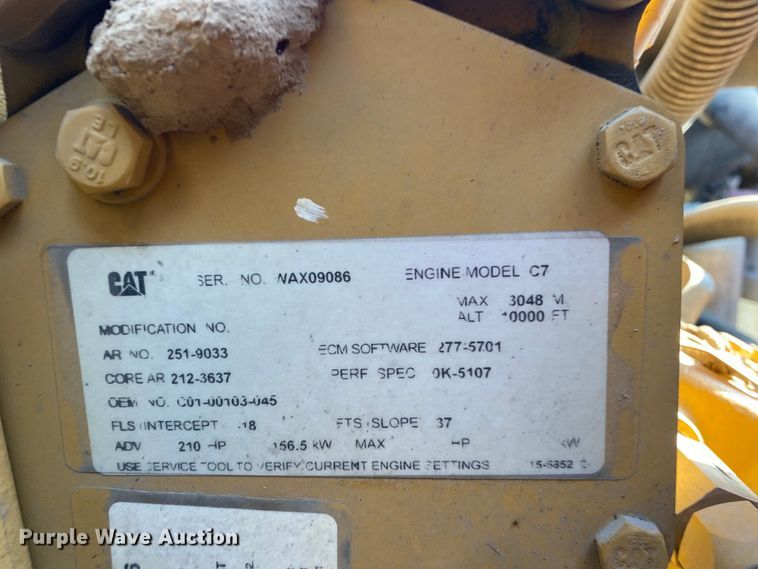 CAT SER. NO. WAX09086 ENGINE MODEL C7
MAX 3048 M
ALT 10000 FT
MODIFICATION NO.
AR NO. 251-9033 ECM SOFTWARE 277-5701
CORE AR 212-3637 PERF SPEC 0K-5107
OEM NO. C01-00103-045
FLS (INTERCEPT) 18 FTS (SLOPE) 37
ADV 210 HP 156.5 kW MAX HP kW
USE SERVICE TOOL TO VERIFY CURRENT ENGINE SETTINGS
10.9
CAT
Purple Wave Auction